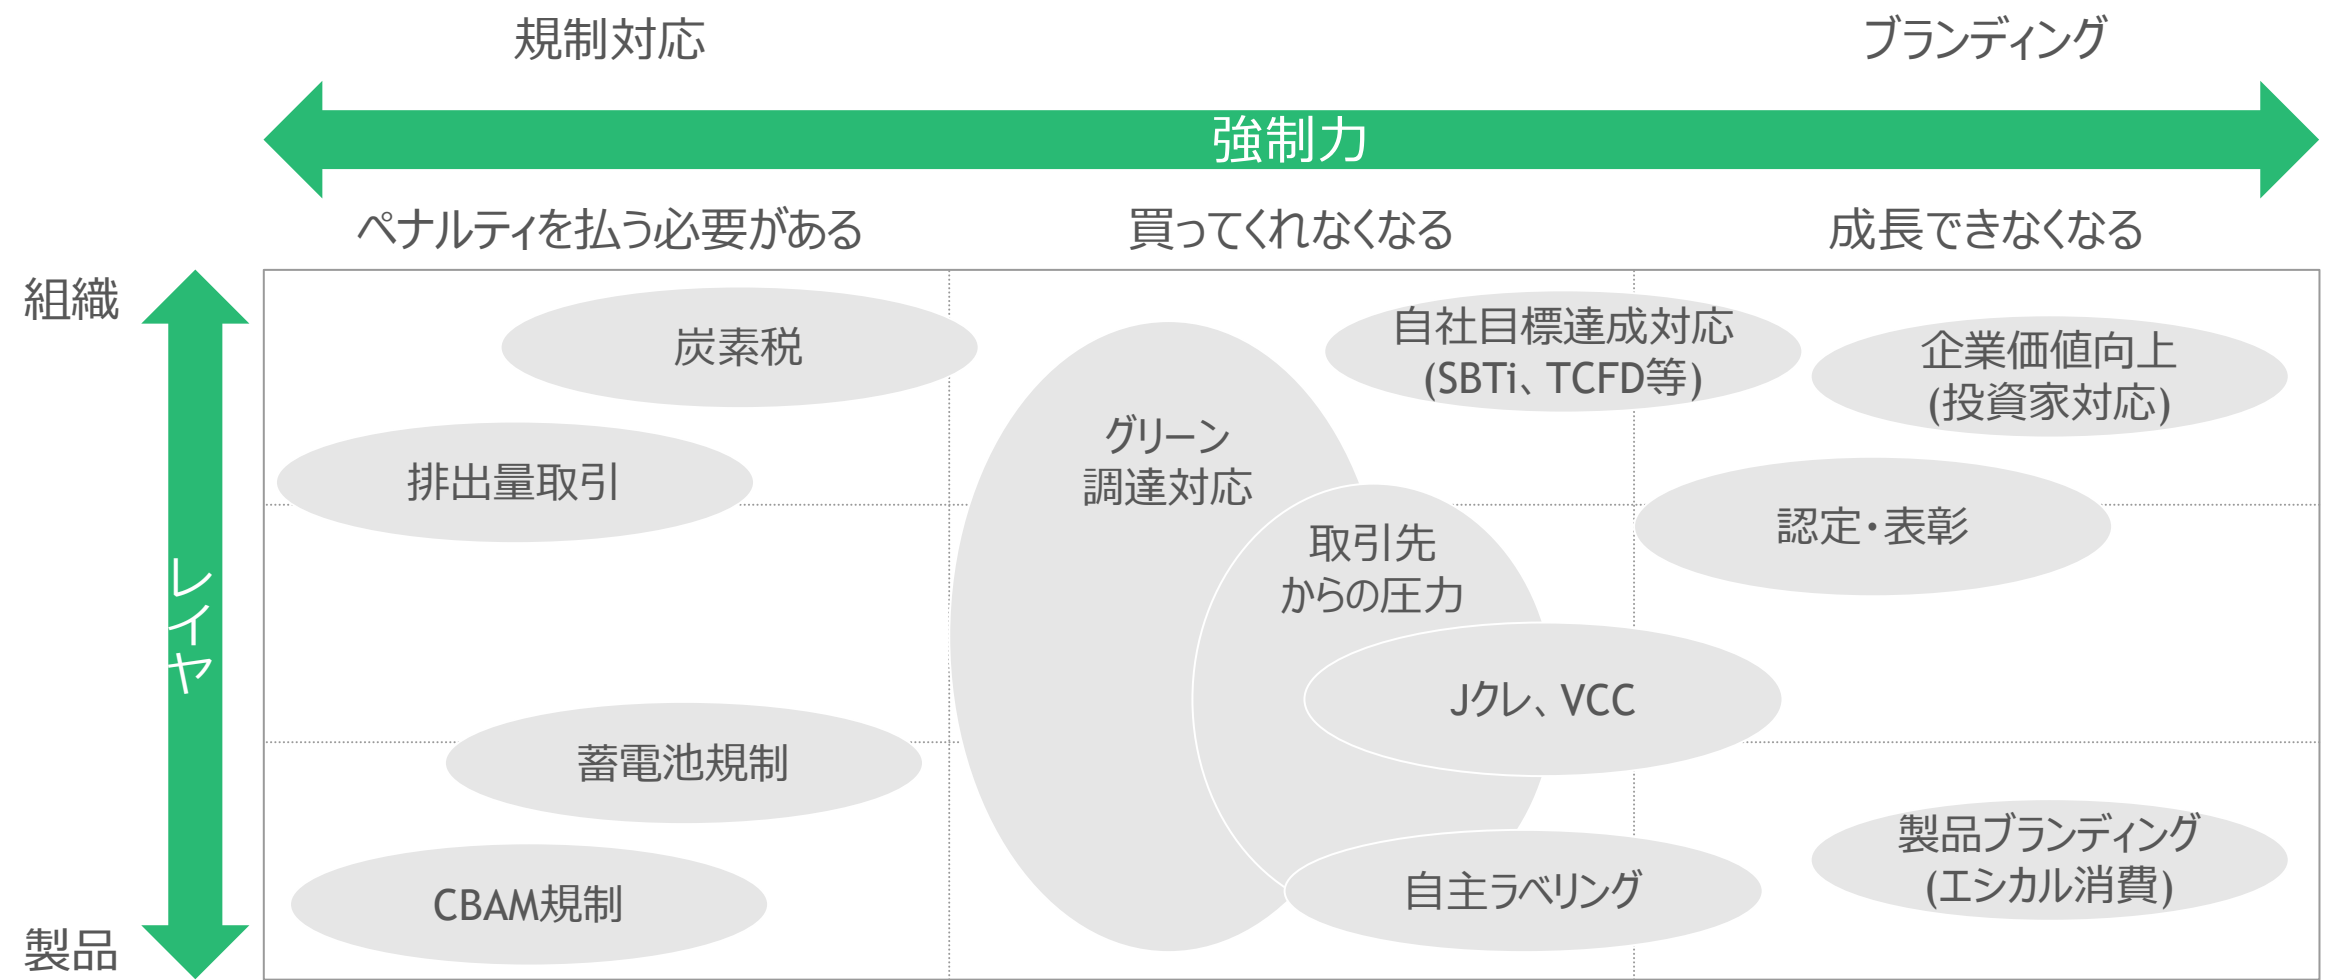 規制対応
ブランディング
強制力
ペナルティを払う必要がある
買ってくれなくなる
成長できなくなる
組織
レイヤ
製品
炭素税
自社目標達成対応
(SBTi、TCFD等)
企業価値向上
(投資家対応)
グリーン
調達対応
排出量取引
取引先
からの圧力
認定・表彰
Jクレ、VCC
蓄電池規制
CBAM規制
自主ラベリング
製品ブランディング
(エシカル消費)